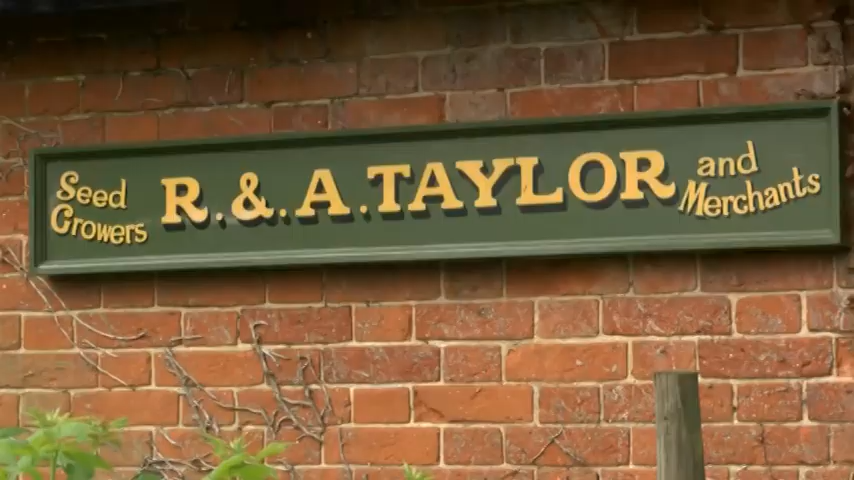 Seed
Growers
R.&.A.TAYLOR
and
Merchants